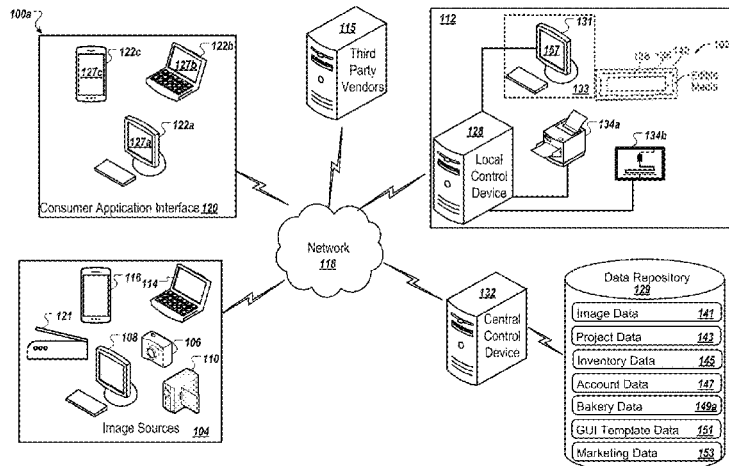 100a
122c
127c
122b
127b
122a
127a
Consumer Application Interface 120
115
Third
Party
Vendors
112
131
157
133
Edible
Media
128
Local
Control
Device
134a
134b
Network
118
116
114
121
108
106
110
Image Sources 104
132
Central
Control
Device
Data Repository
129
Image Data 141
Project Data 143
Inventory Data 145
Account Data 147
Bakery Data 149a
GUI Template Data 151
Marketing Data 153